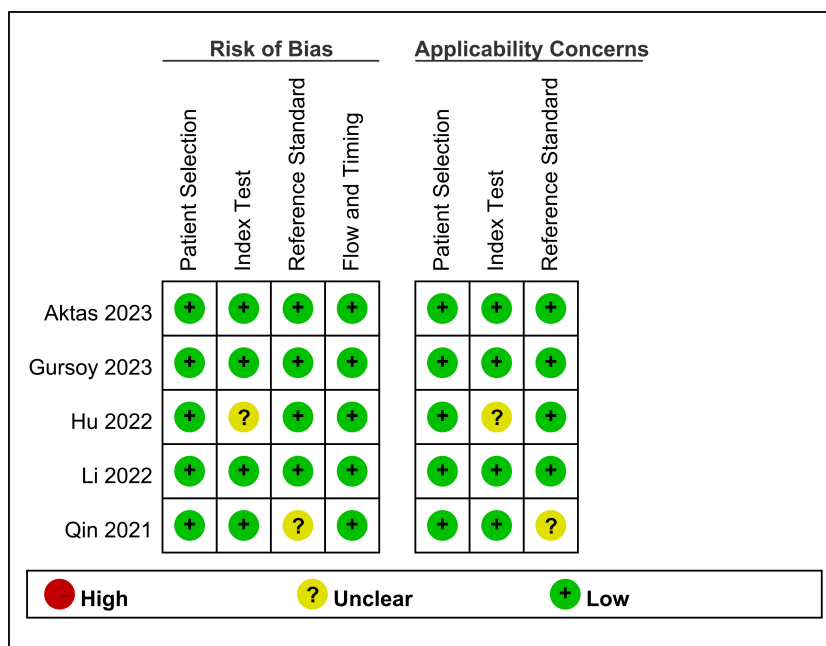 Risk of Bias Applicability Concerns
Patient Selection
Index Test
Reference Standard
Flow and Timing
Patient Selection
Index Test
Reference Standard
Aktas 2023 + + + + + + +
Gursoy 2023 + + + + + + +
Hu 2022 + ? + + + ? +
Li 2022 + + + + + + +
Qin 2021 + + ? + + + ?
High ? Unclear + Low